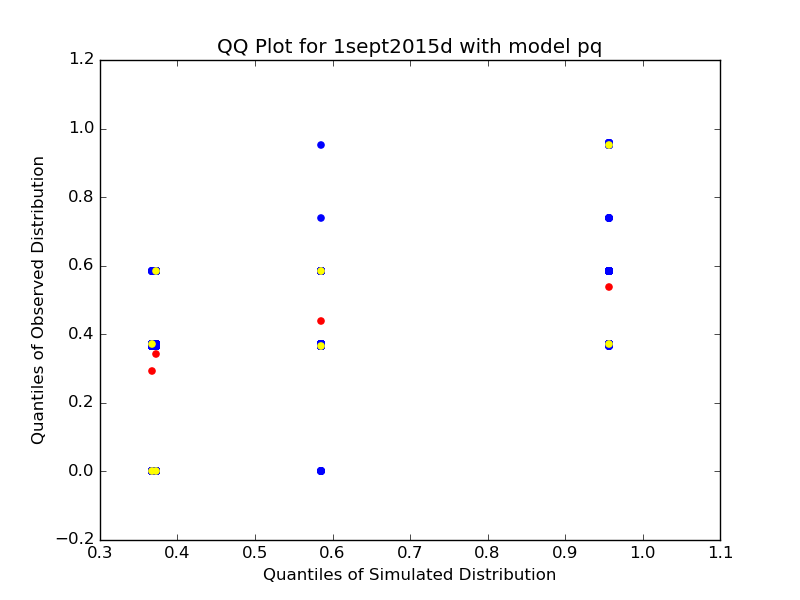 QQ Plot for 1sept2015d with model pq
1.2
1.0
0.8
0.6
0.4
0.2
0.0
−0.2
Quantiles of Observed Distribution
0.3 0.4 0.5 0.6 0.7 0.8 0.9 1.0 1.1
Quantiles of Simulated Distribution